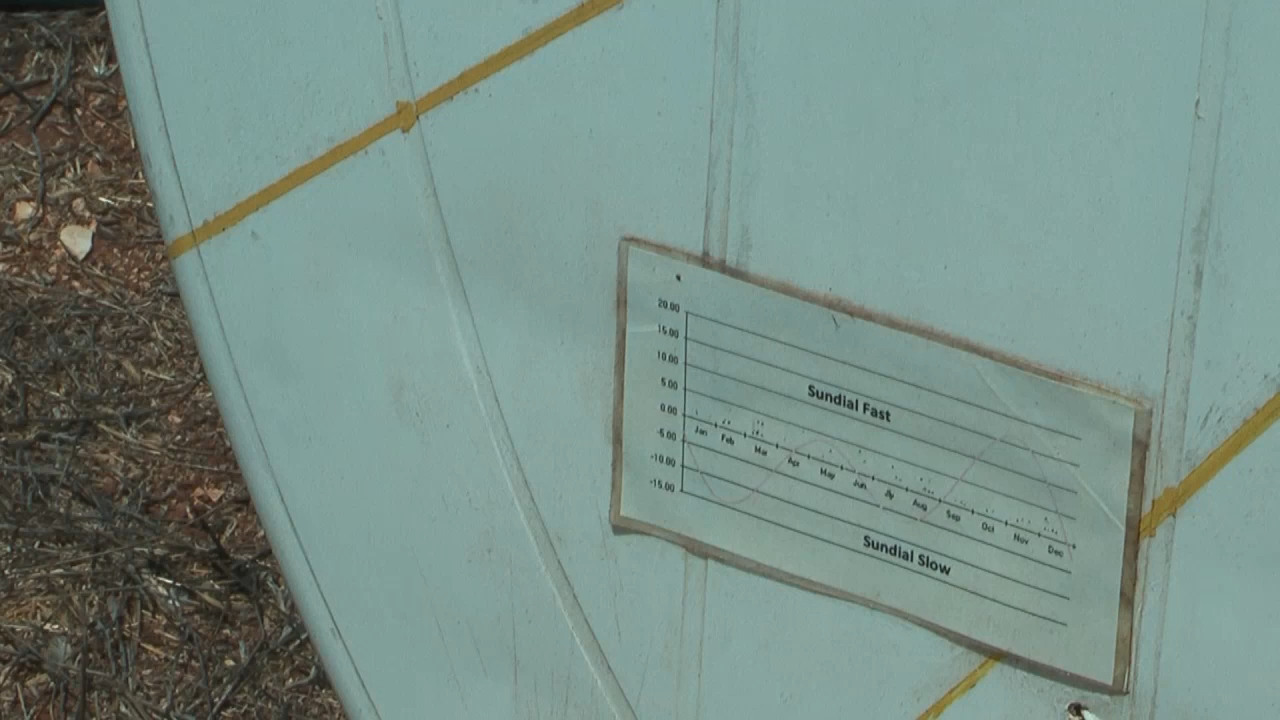 20.00
15.00
10.00
5.00
0.00
-5.00
-10.00
-15.00
Sundial Fast
Jan Feb Mar Apr May Jun Jly Aug Sep Oct Nov Dec
Sundial Slow